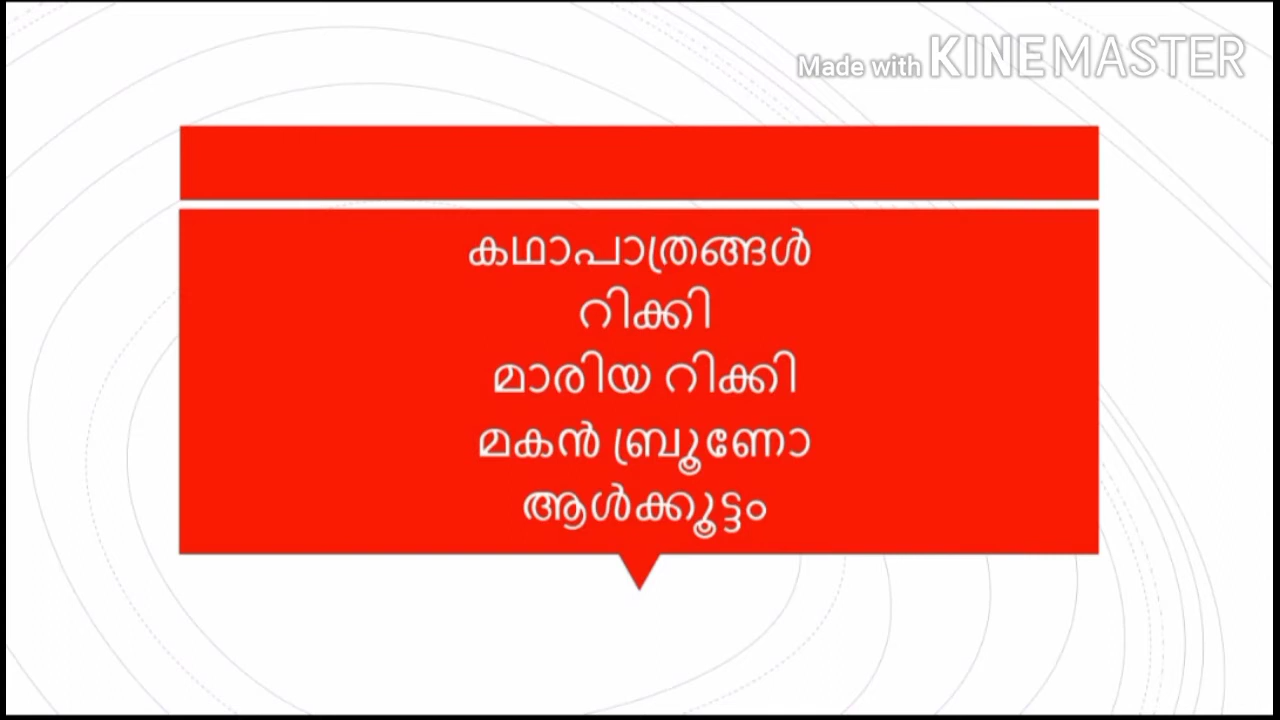 Made with KINEMASTER
കഥാപാത്രങ്ങൾ
റിക്കി
മാരിയ റിക്കി
മകൻ ബ്രൂണോ
ആൾക്കൂട്ടം